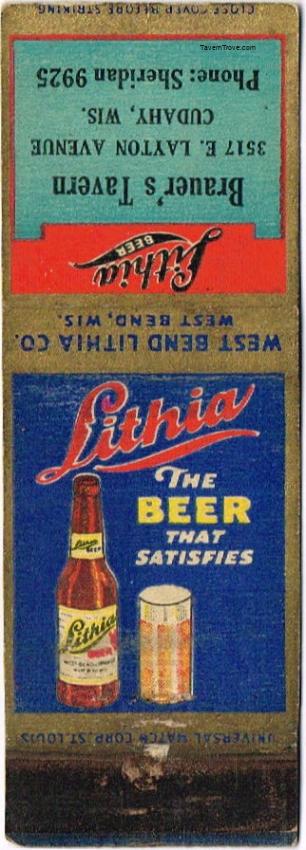 CLOSE COVER BEFORE STRIKING
TavernTrove.com
Brauer's Tavern
3517 E. LAYTON AVENUE
CUDAHY, WIS.
Phone: Sheridan 9925
Lithia
BEER
WEST BEND LITHIA CO.
WEST BEND, WIS.
Lithia
THE
BEER
THAT
SATISFIES
Lithia
BEER
Lithia
UNIVERSAL MATCH CORP. ST. LOUIS